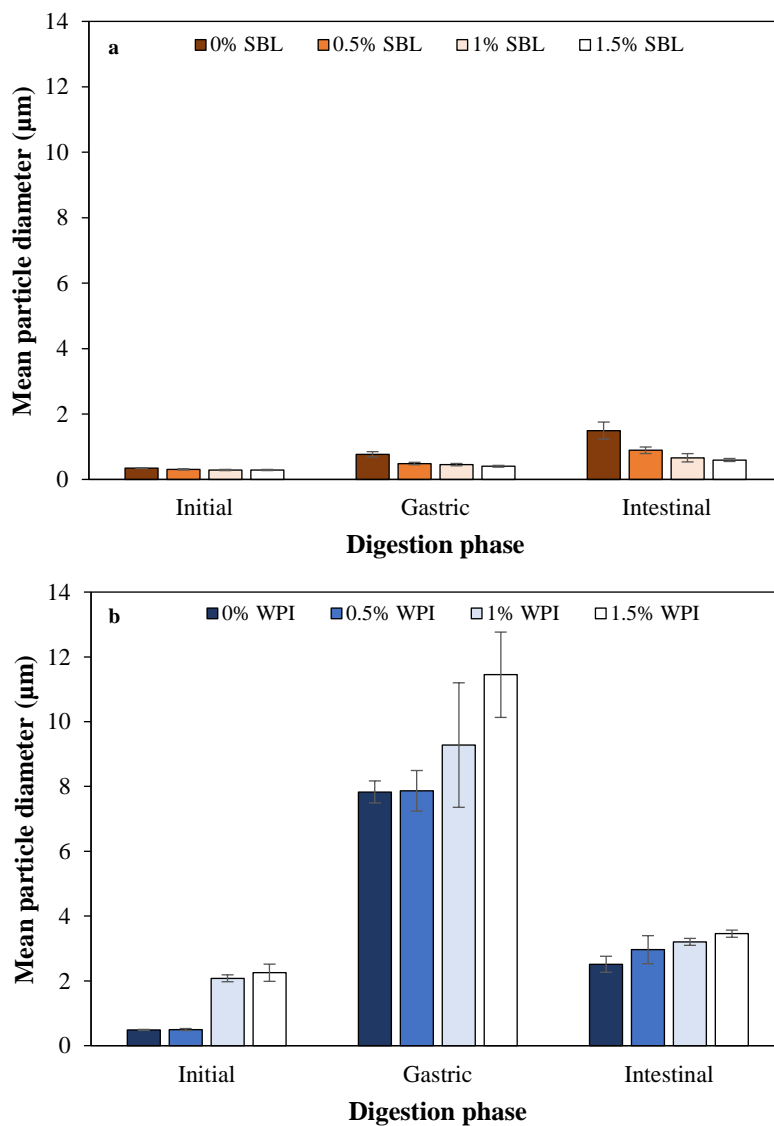 a
0% SBL 0.5% SBL 1% SBL 1.5% SBL
Mean particle diameter (µm)
14
12
10
8
6
4
2
0
Initial Gastric Intestinal
Digestion phase
b
0% WPI 0.5% WPI 1% WPI 1.5% WPI
Mean particle diameter (µm)
14
12
10
8
6
4
2
0
Initial Gastric Intestinal
Digestion phase